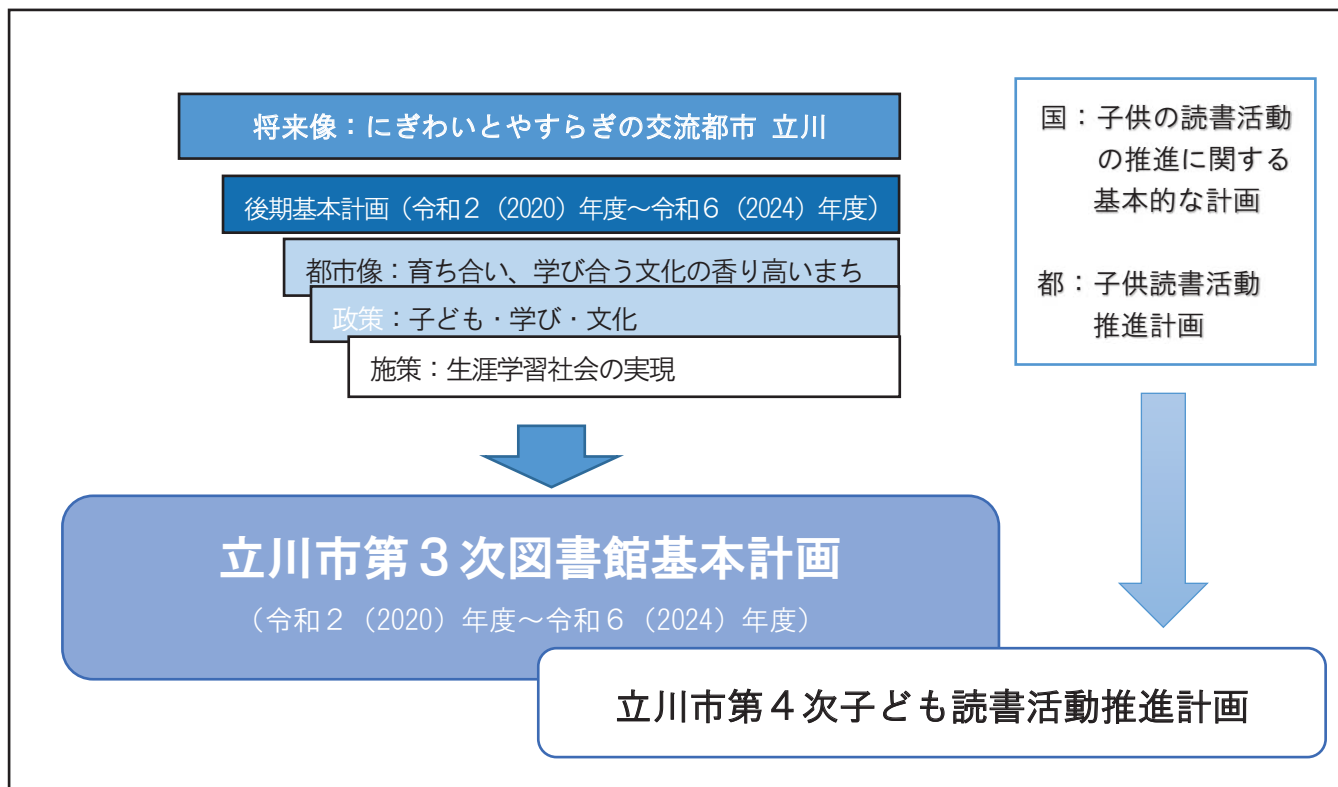 将来像：にぎわいとやすらぎの交流都市 立川
後期基本計画（令和２（2020）年度～令和６（2024）年度）
都市像：育ち合い、学び合う文化の香り高いまち
政策：子ども・学び・文化
施策：生涯学習社会の実現
国：子供の読書活動
の推進に関する
基本的な計画
都：子供読書活動
推進計画
立川市第３次図書館基本計画
（令和２（2020）年度～令和６（2024）年度）
立川市第４次子ども読書活動推進計画